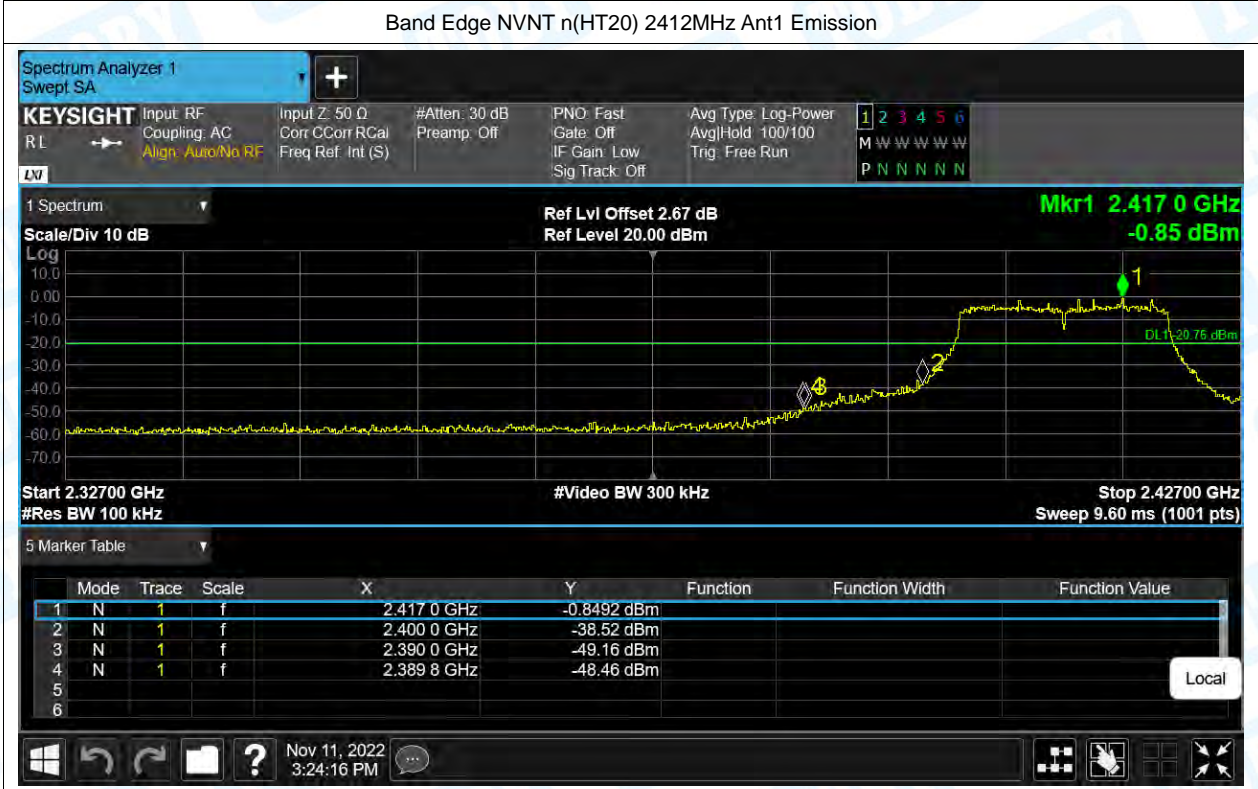 Band Edge NVNT n(HT20) 2412MHz Ant1 Emission
Spectrum Analyzer 1
Swept SA
+
KEYSIGHT
RL
LXI
Input: RF
Coupling: AC
Align: Auto/No RF
Input Z: 50 Ω
Corr CCorr RCal
Freq Ref: Int (S)
#Atten: 30 dB
Preamp: Off
PNO: Fast
Gate: Off
IF Gain: Low
Sig Track: Off
Avg Type: Log-Power
Avg|Hold: 100/100
Trig: Free Run
1 2 3 4 5 6
M W W W W W
P N N N N N
1 Spectrum
Scale/Div 10 dB
Ref Lvl Offset 2.67 dB
Ref Level 20.00 dBm
Mkr1 2.417 0 GHz
-0.85 dBm
Log
10.0
0.00
-10.0
-20.0
-30.0
-40.0
-50.0
-60.0
-70.0
1
DL1 -20.75 dBm
2
4
Start 2.32700 GHz
#Res BW 100 kHz
#Video BW 300 kHz
Stop 2.42700 GHz
Sweep 9.60 ms (1001 pts)
5 Marker Table
Mode Trace Scale X Y Function Function Width Function Value
1 N 1 f 2.417 0 GHz -0.8492 dBm
2 N 1 f 2.400 0 GHz -38.52 dBm
3 N 1 f 2.390 0 GHz -49.16 dBm
4 N 1 f 2.389 8 GHz -48.46 dBm
5
6
Local
?
Nov 11, 2022
3:24:16 PM